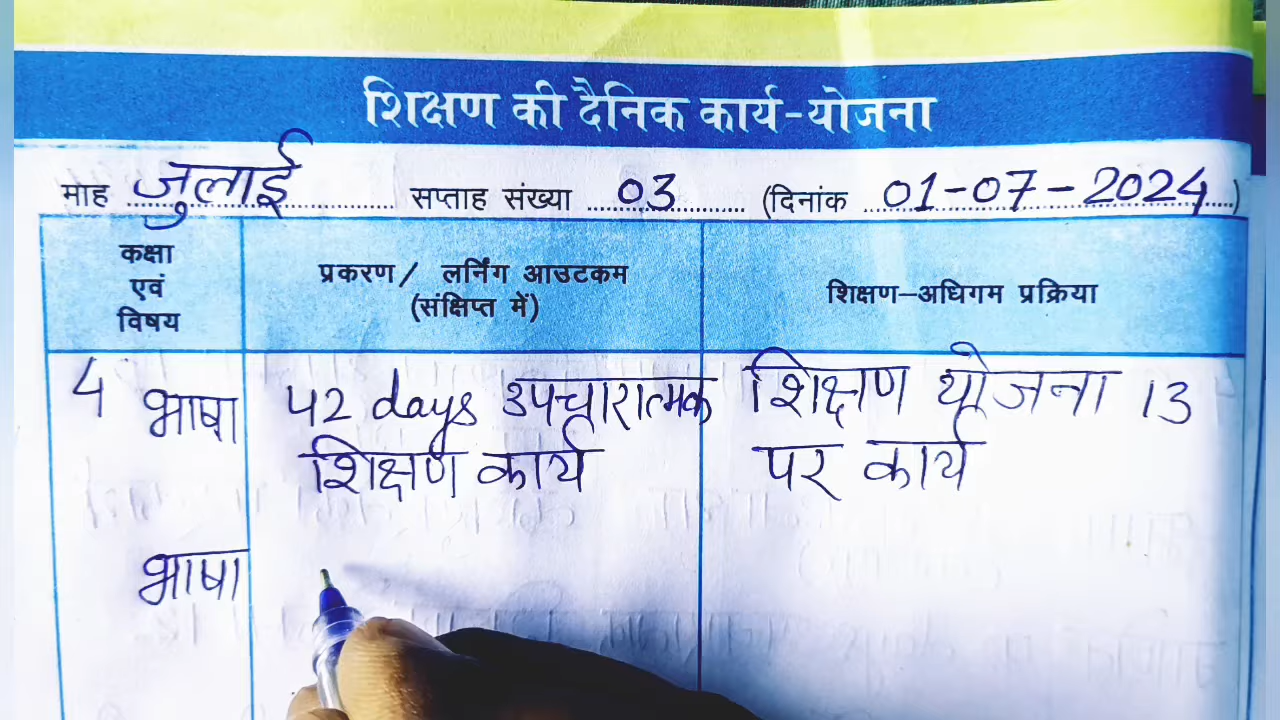 शिक्षण की दैनिक कार्य-योजना
माह जुलाई सप्ताह संख्या 03 (दिनांक 01-07-2024)
कक्षा
एवं
विषय
प्रकरण/ लर्निंग आउटकम
(संक्षिप्त में)
शिक्षण-अधिगम प्रक्रिया
4 भाषा
42 days उपचारात्मक
शिक्षण कार्य
शिक्षण योजना 13
पर कार्य
भाषा